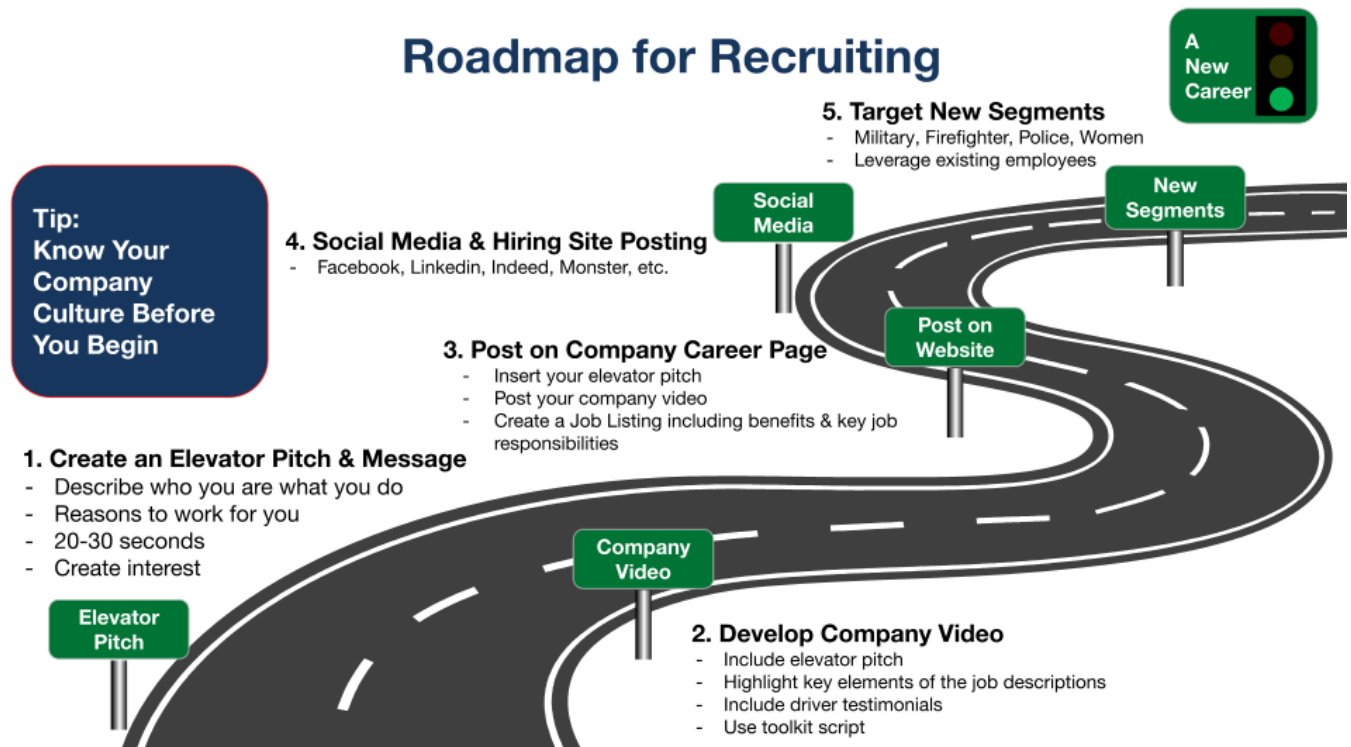 Roadmap for Recruiting
A
New
Career
5. Target New Segments
- Military, Firefighter, Police, Women
- Leverage existing employees
New
Segments
Social
Media
Tip:
Know Your
Company
Culture Before
You Begin
4. Social Media & Hiring Site Posting
- Facebook, Linkedin, Indeed, Monster, etc.
Post on
Website
3. Post on Company Career Page
- Insert your elevator pitch
- Post your company video
- Create a Job Listing including benefits & key job
responsibilities
1. Create an Elevator Pitch & Message
- Describe who you are what you do
- Reasons to work for you
- 20-30 seconds
- Create interest
Company
Video
Elevator
Pitch
2. Develop Company Video
- Include elevator pitch
- Highlight key elements of the job descriptions
- Include driver testimonials
- Use toolkit script